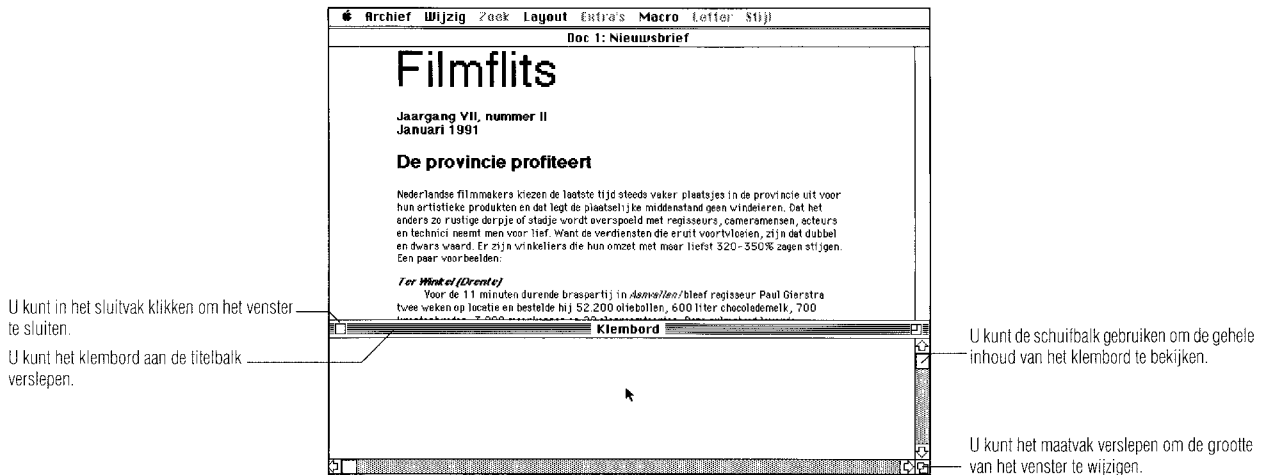 Archief Wijzig Zoek Layout Extra's Macro Letter Stijl
Doc 1: Nieuwsbrief
Filmflits
Jaargang VII, nummer II
Januari 1991
De provincie profiteert
Nederlandse filmmakers kiezen de laatste tijd steeds vaker plaatsjes in de provincie uit voor
hun artistieke produkten en dat legt de plaatselijke middenstand geen windeieren. Dat het
anders zo rustige dorpje of stadje wordt overspoeld met regisseurs, cameramensen, acteurs
en technici neemt men voor lief. Want de verdiensten die eruit voortvloeien, zijn dat dubbel
en dwars waard. Er zijn winkeliers die hun omzet met maar liefst 320-350% zagen stijgen.
Een paar voorbeelden:
Ter Winkel (Drente)
Voor de 11 minuten durende braspartij in bleef regisseur Paul Gierstra
twee weken op locatie en bestelde hij 52.200 oliebollen, 600 liter chocolademelk, 700
Klembord
U kunt in het sluitvak klikken om het venster
te sluiten.
U kunt het klembord aan de titelbalk
verslepen.
U kunt de schuifbalk gebruiken om de gehele
inhoud van het klembord te bekijken.
U kunt het maatvak verslepen om de grootte
van het venster te wijzigen.